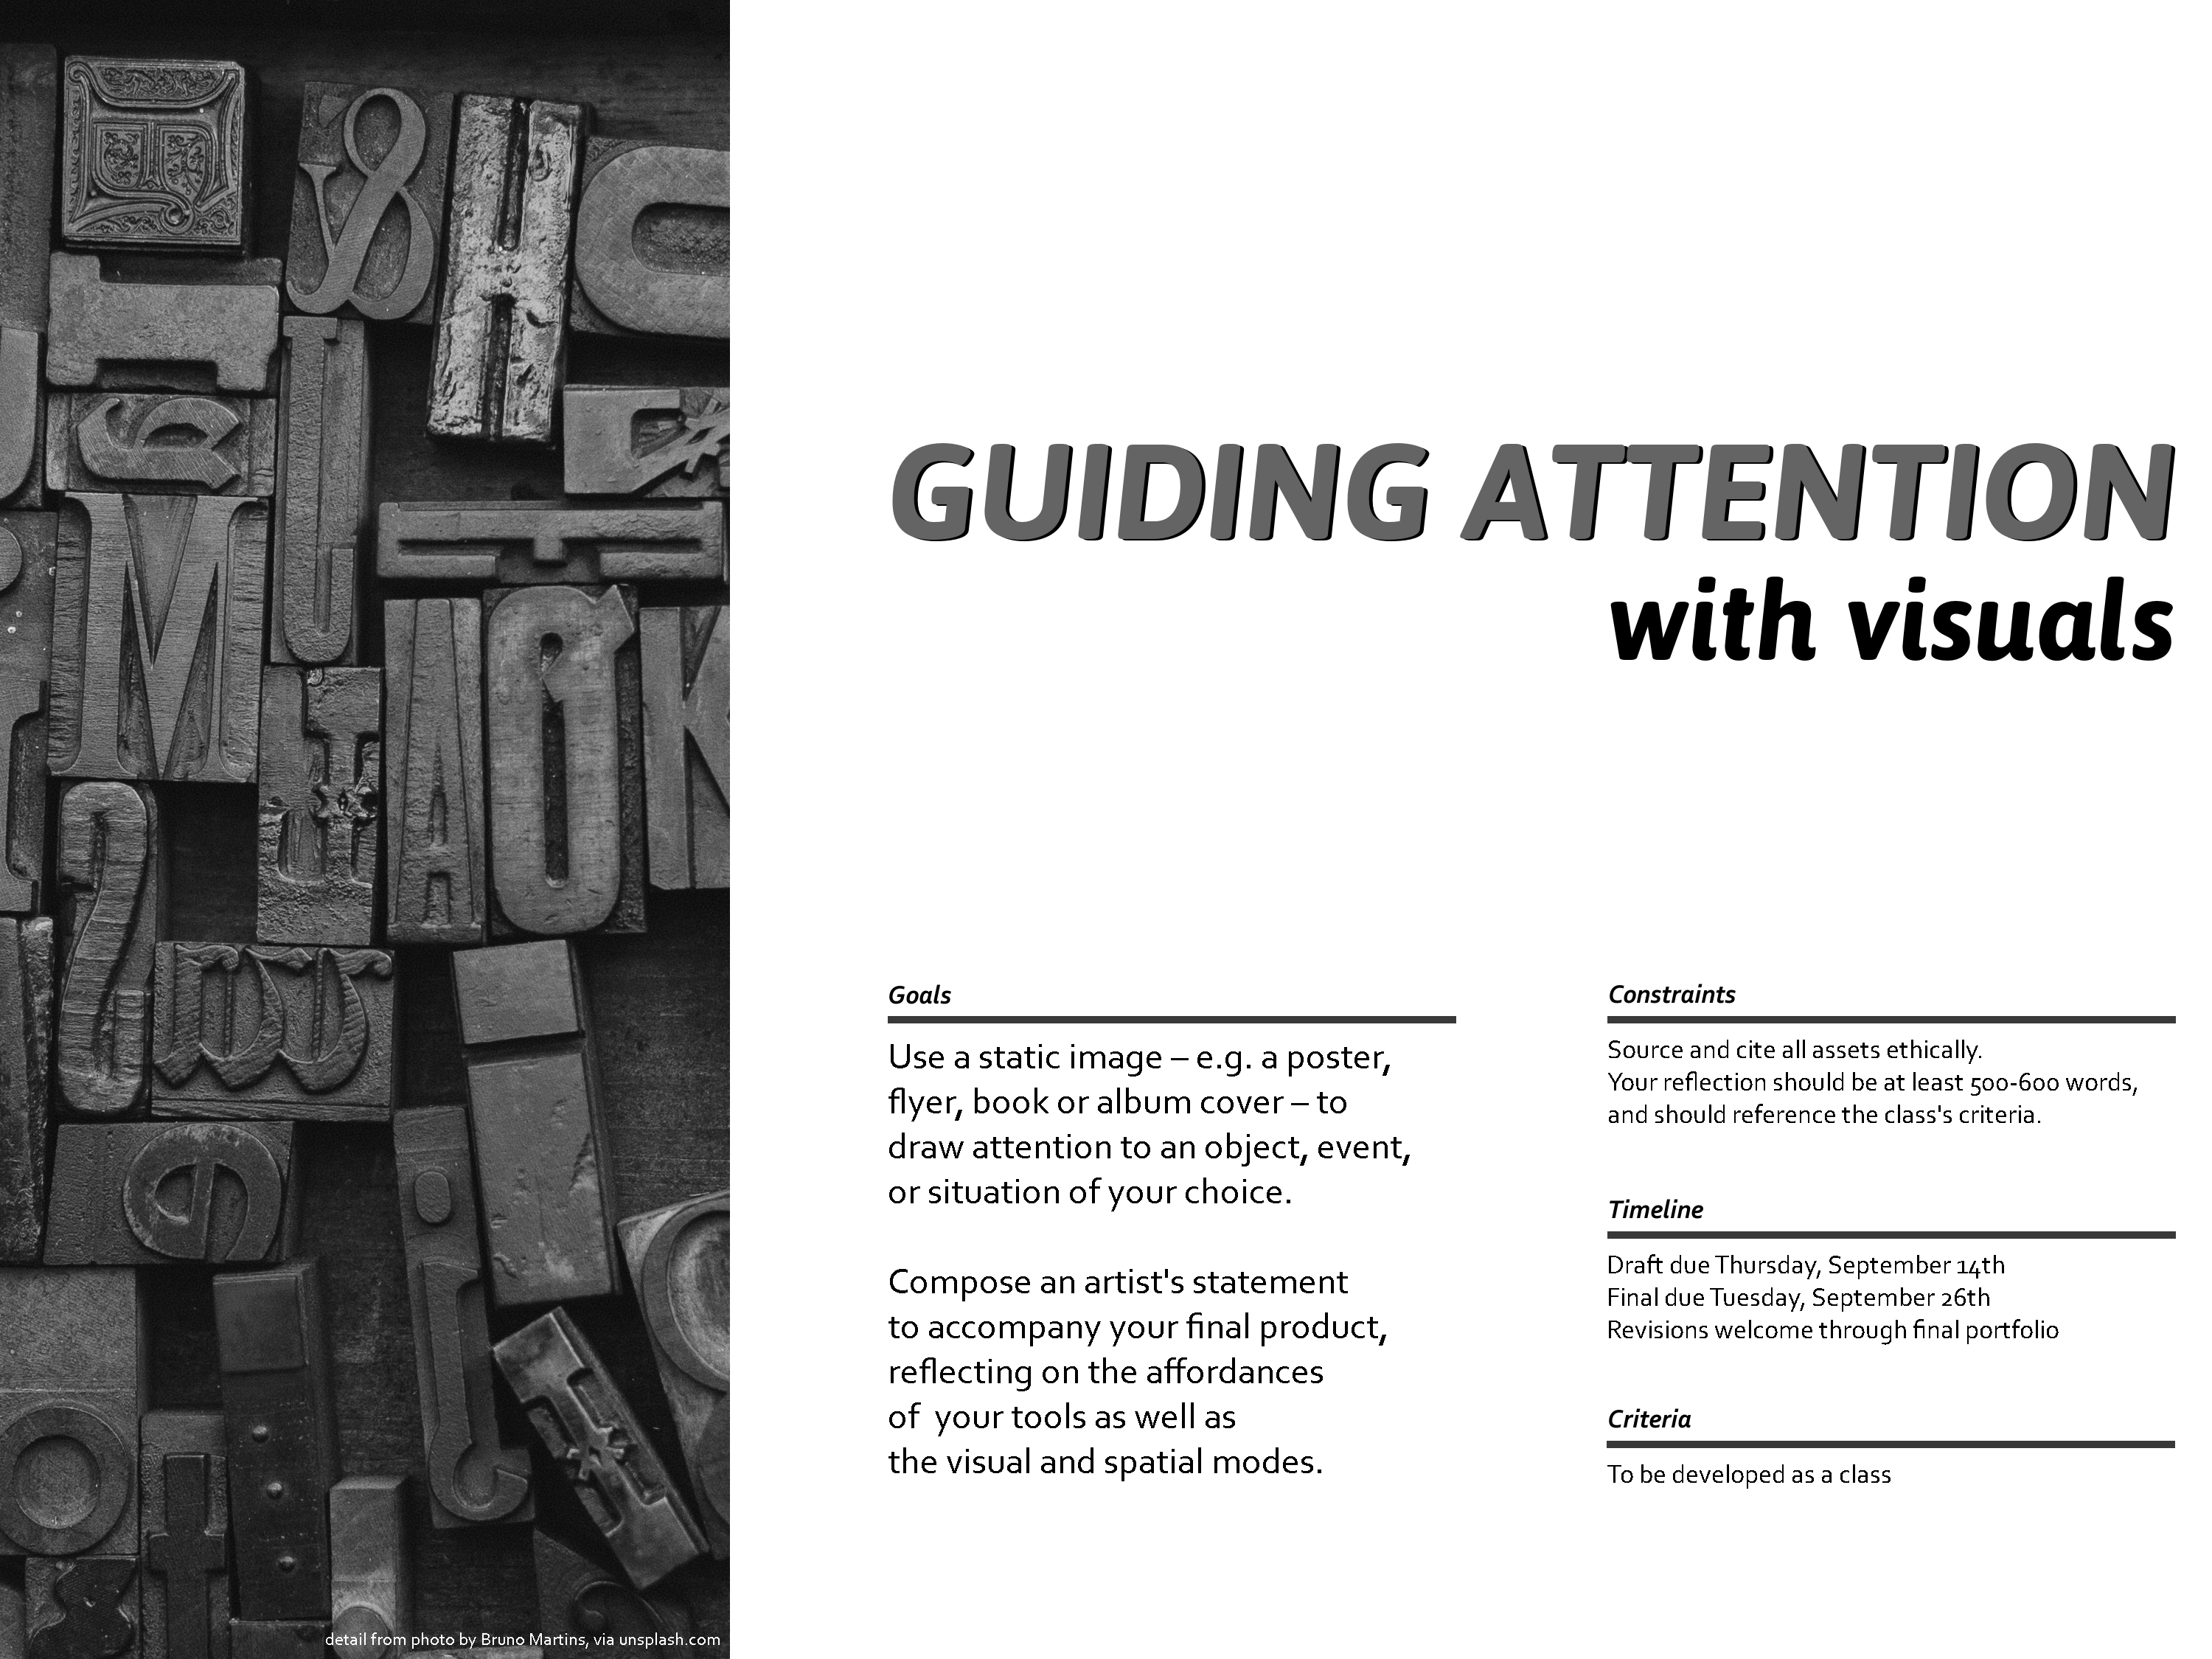 GUIDING ATTENTION
with visuals
Goals
Use a static image – e.g. a poster,
flyer, book or album cover – to
draw attention to an object, event,
or situation of your choice.
Compose an artist's statement
to accompany your final product,
reflecting on the affordances
of  your tools as well as
the visual and spatial modes.
Constraints
Source and cite all assets ethically.
Your reflection should be at least 500-600 words,
and should reference the class's criteria.
Timeline
Draft due Thursday, September 14th
Final due Tuesday, September 26th
Revisions welcome through final portfolio
Criteria
To be developed as a class
detail from photo by Bruno Martins, via unsplash.com